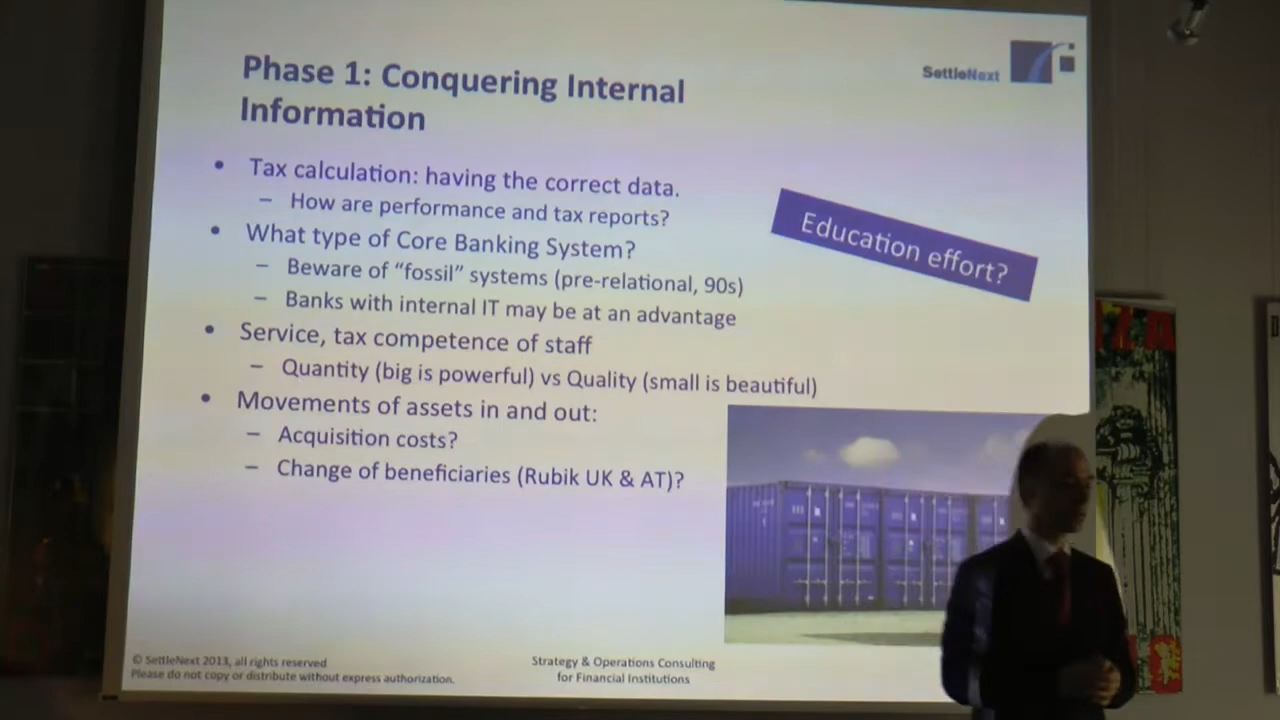 SettleNext
Phase 1: Conquering Internal
Information
• Tax calculation: having the correct data.
– How are performance and tax reports?
• What type of Core Banking System?
– Beware of “fossil” systems (pre-relational, 90s)
– Banks with internal IT may be at an advantage
• Service, tax competence of staff
– Quantity (big is powerful) vs Quality (small is beautiful)
• Movements of assets in and out:
– Acquisition costs?
– Change of beneficiaries (Rubik UK & AT)?
Education effort?
© SettleNext 2013, all rights reserved
Please do not copy or distribute without express authorization.
Strategy & Operations Consulting
for Financial Institutions